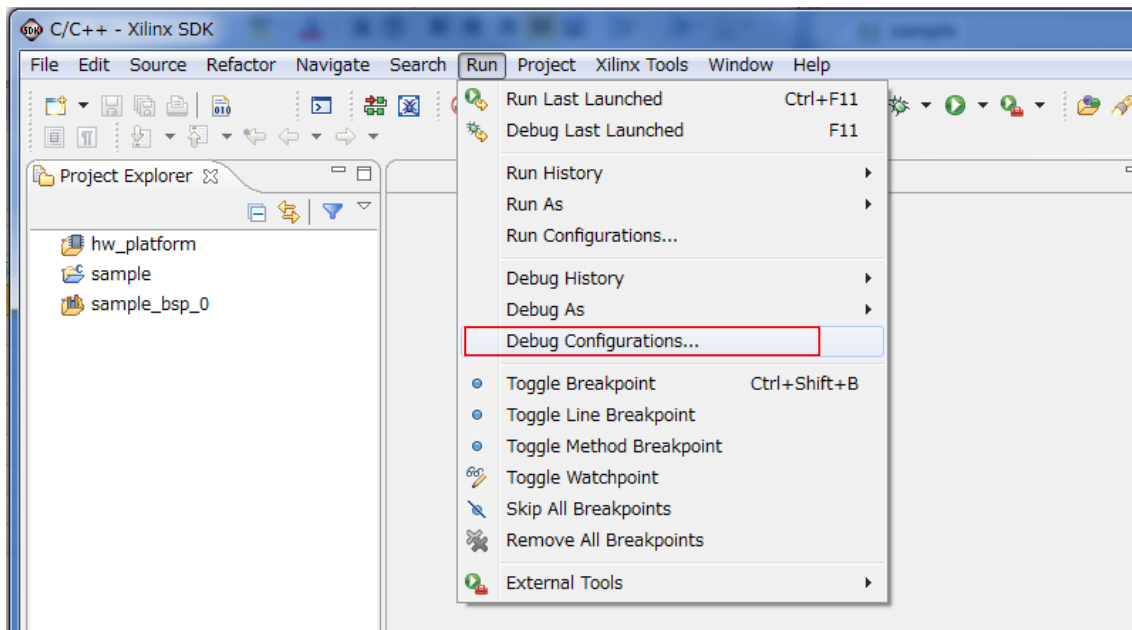 C/C++ - Xilinx SDK
File Edit Source Refactor Navigate Search Run Project Xilinx Tools Window Help
Run Last Launched Ctrl+F11
Debug Last Launched F11
Run History
Run As
Run Configurations...
Debug History
Debug As
Debug Configurations...
Toggle Breakpoint Ctrl+Shift+B
Toggle Line Breakpoint
Toggle Method Breakpoint
Toggle Watchpoint
Skip All Breakpoints
Remove All Breakpoints
External Tools
Project Explorer
hw_platform
sample
sample_bsp_0